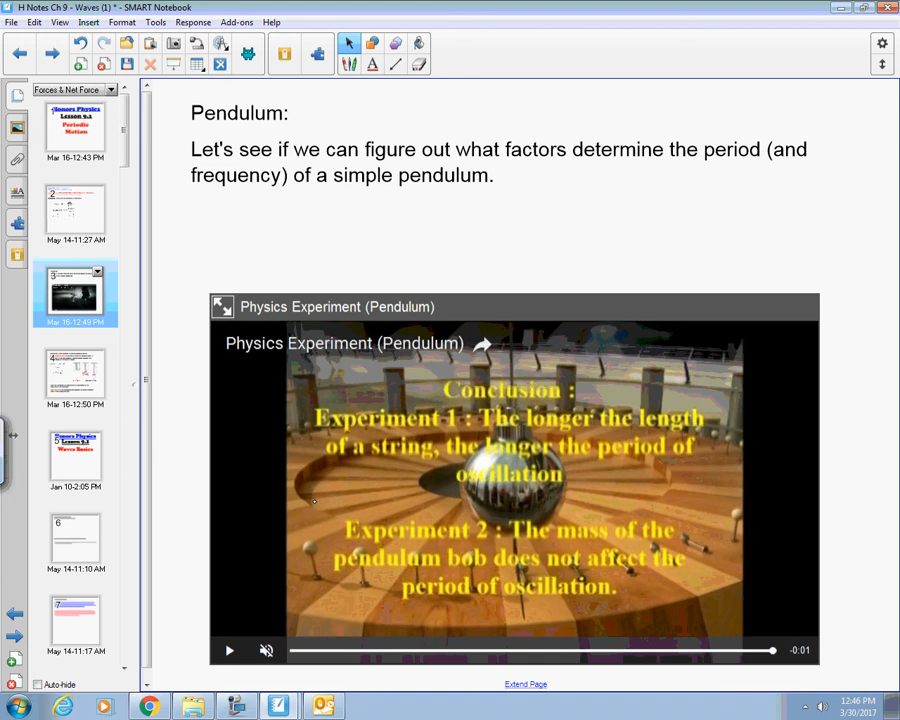 H Notes Ch 9 - Waves (1) * - SMART Notebook
File Edit View Insert Format Tools Response Add-ons Help
Forces & Net Force
Honors Physics
Lesson 9.1
Periodic
Motion
Mar 16-12:43 PM
2
May 14-11:27 AM
3
Mar 16-12:49 PM
4
Mar 16-12:50 PM
Honors Physics
5
Lesson 9.2
Waves Basics
Jan 10-2:05 PM
6
May 14-11:10 AM
7
May 14-11:17 AM
Auto-hide
Pendulum:
Let's see if we can figure out what factors determine the period (and
frequency) of a simple pendulum.
Physics Experiment (Pendulum)
Physics Experiment (Pendulum)
Conclusion :
Experiment 1 : The longer the length
of a string, the longer the period of
oscillation
Experiment 2 : The mass of the
pendulum bob does not affect the
period of oscillation.
-0:01
Extend Page
12:46 PM
3/30/2017